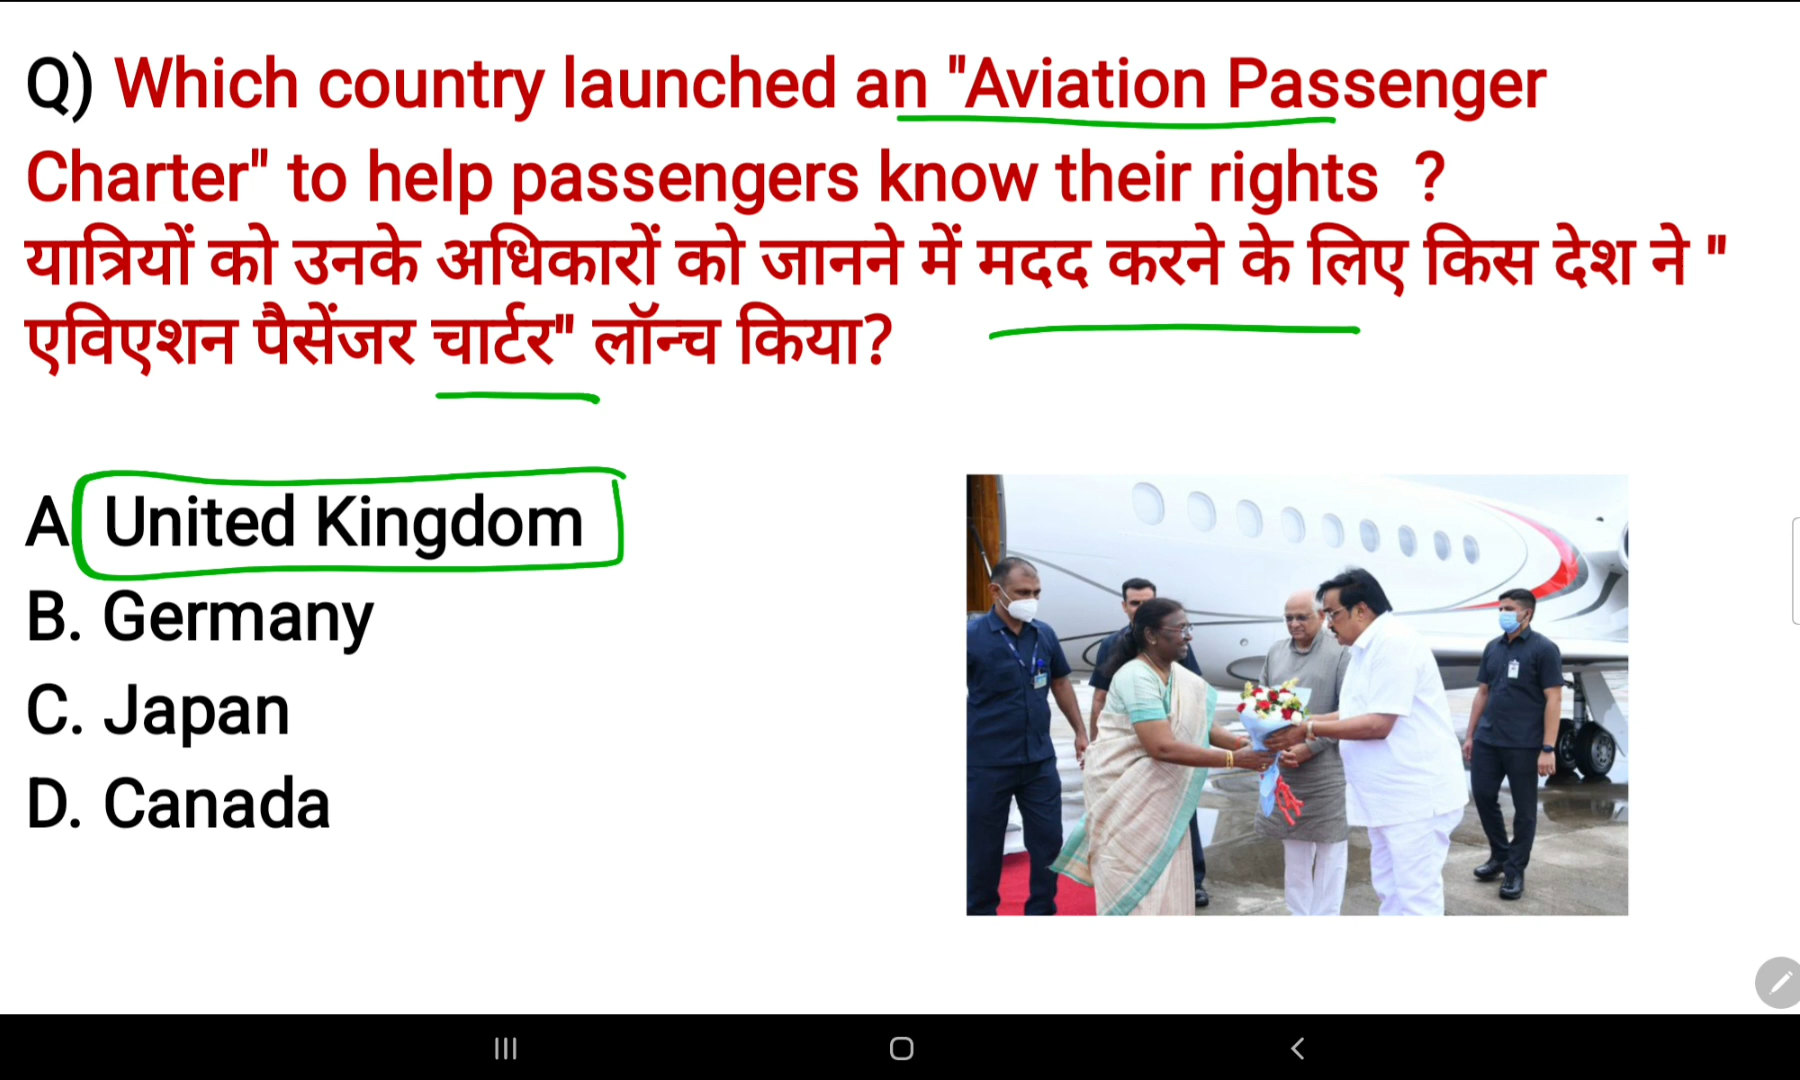 Q) Which country launched an "Aviation Passenger
Charter" to help passengers know their rights ?
यात्रियों को उनके अधिकारों को जानने में मदद करने के लिए किस देश ने "
एविएशन पैसेंजर चार्टर" लॉन्च किया?
A United Kingdom
B. Germany
C. Japan
D. Canada